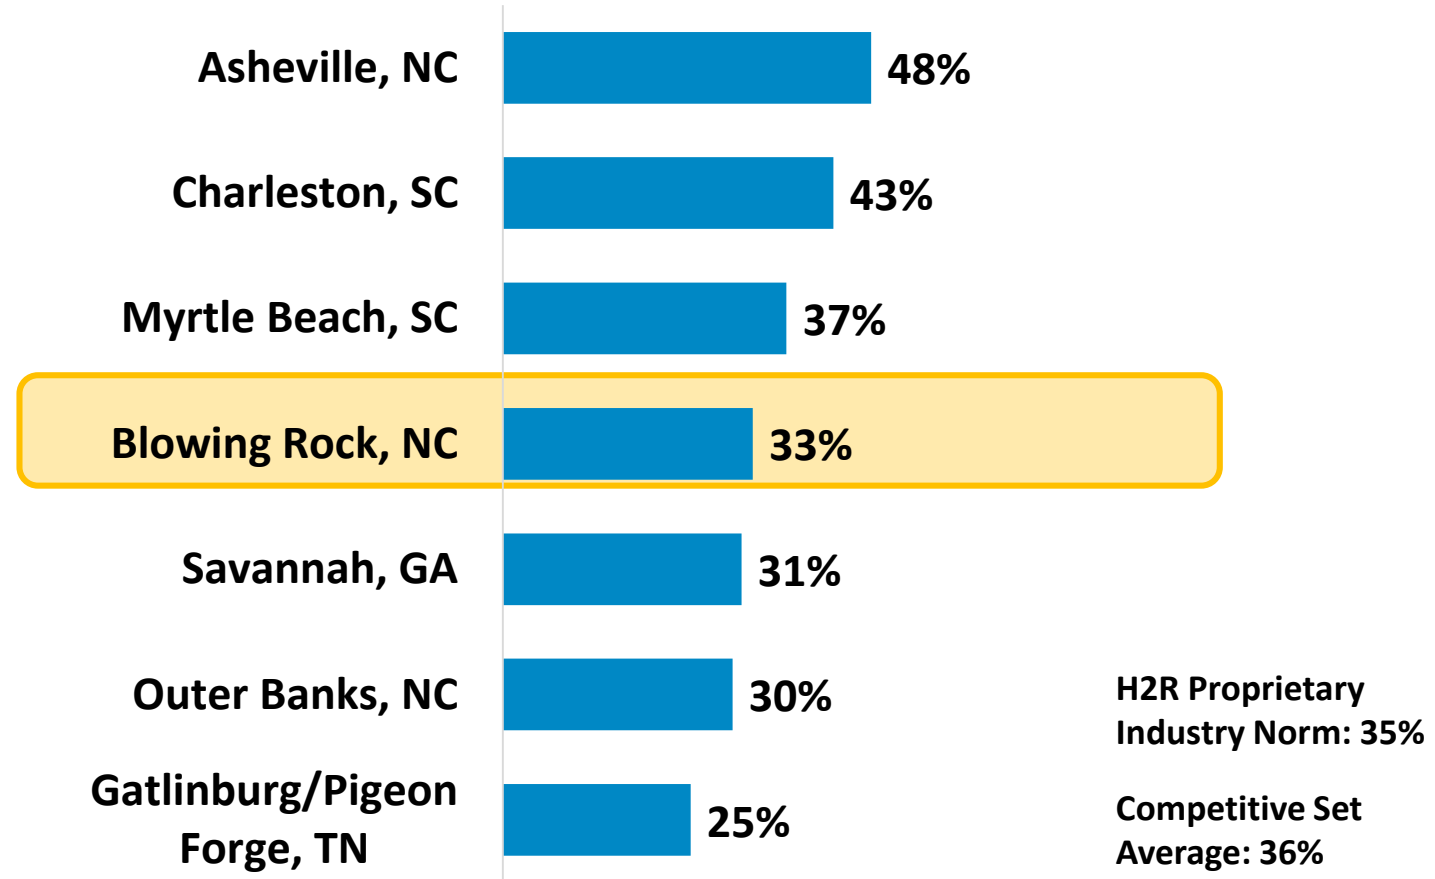 Asheville, NC
48%
Charleston, SC
43%
Myrtle Beach, SC
37%
Blowing Rock, NC
33%
Savannah, GA
31%
Outer Banks, NC
30%
Gatlinburg/Pigeon
Forge, TN
25%
H2R Proprietary
Industry Norm: 35%
Competitive Set
Average: 36%